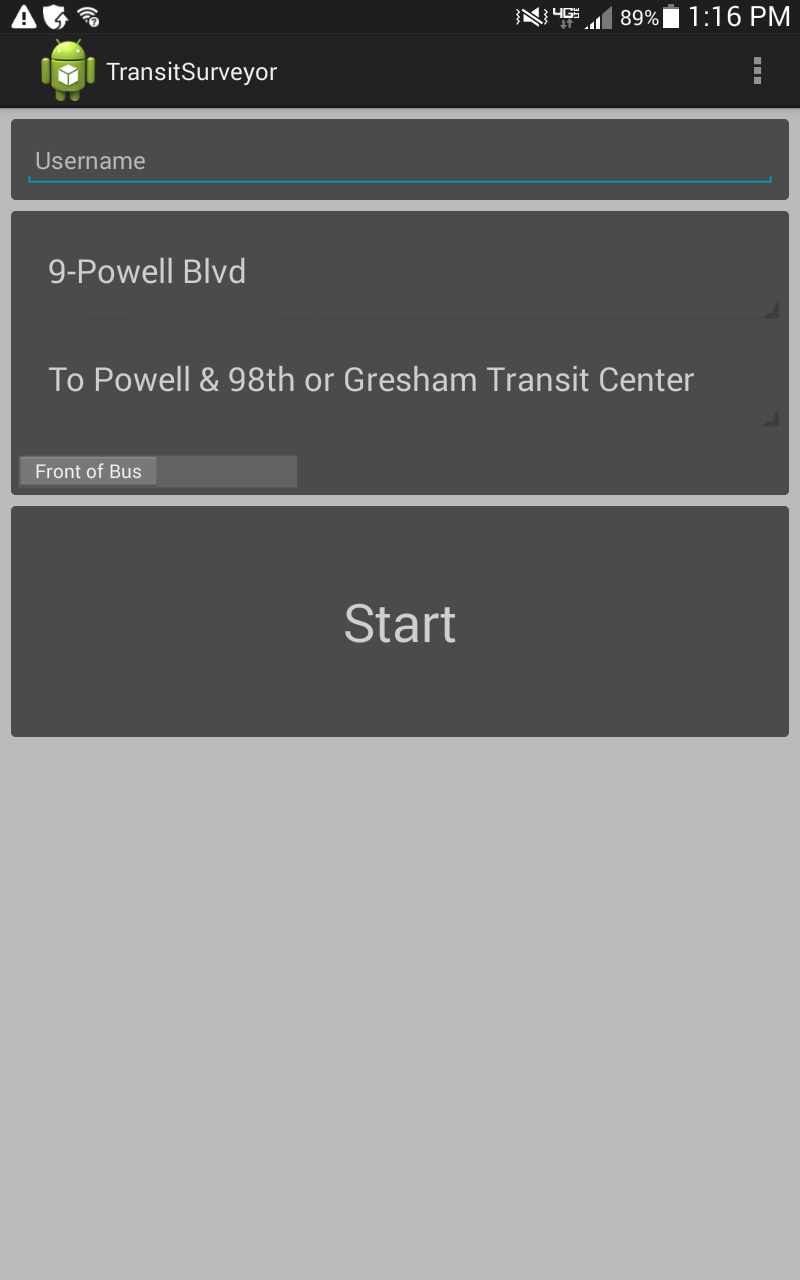 4G LTE 89% 1:16 PM
TransitSurveyor
Username
9-Powell Blvd
To Powell & 98th or Gresham Transit Center
Front of Bus
Start